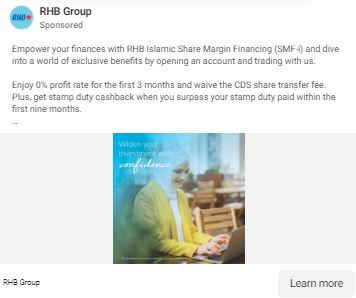 RHB Group
RHB
Sponsored
Empower your finances with RHB Islamic Share Margin Financing (SMF-i) and dive
into a world of exclusive benefits by opening an account and trading with us.
Enjoy 0% profit rate for the first 3 months and waive the CDS share transfer fee.
Plus, get stamp duty cashback when you surpass your stamp duty paid within the
first nine months.
...
Widen your
investment with
confidence.
RHB Group
Learn more